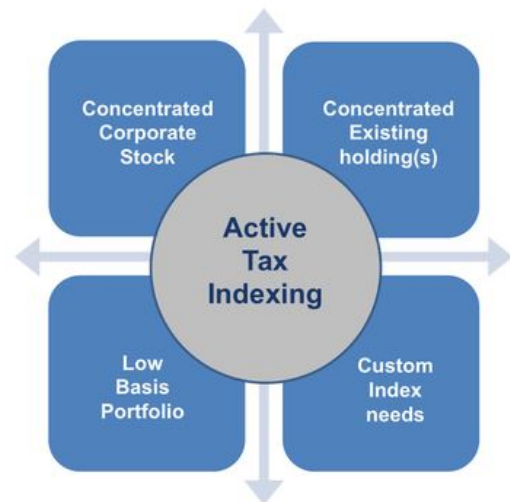 Concentrated
Corporate
Stock
Concentrated
Existing
holding(s)
Active
Tax
Indexing
Low
Basis
Portfolio
Custom
Index
needs